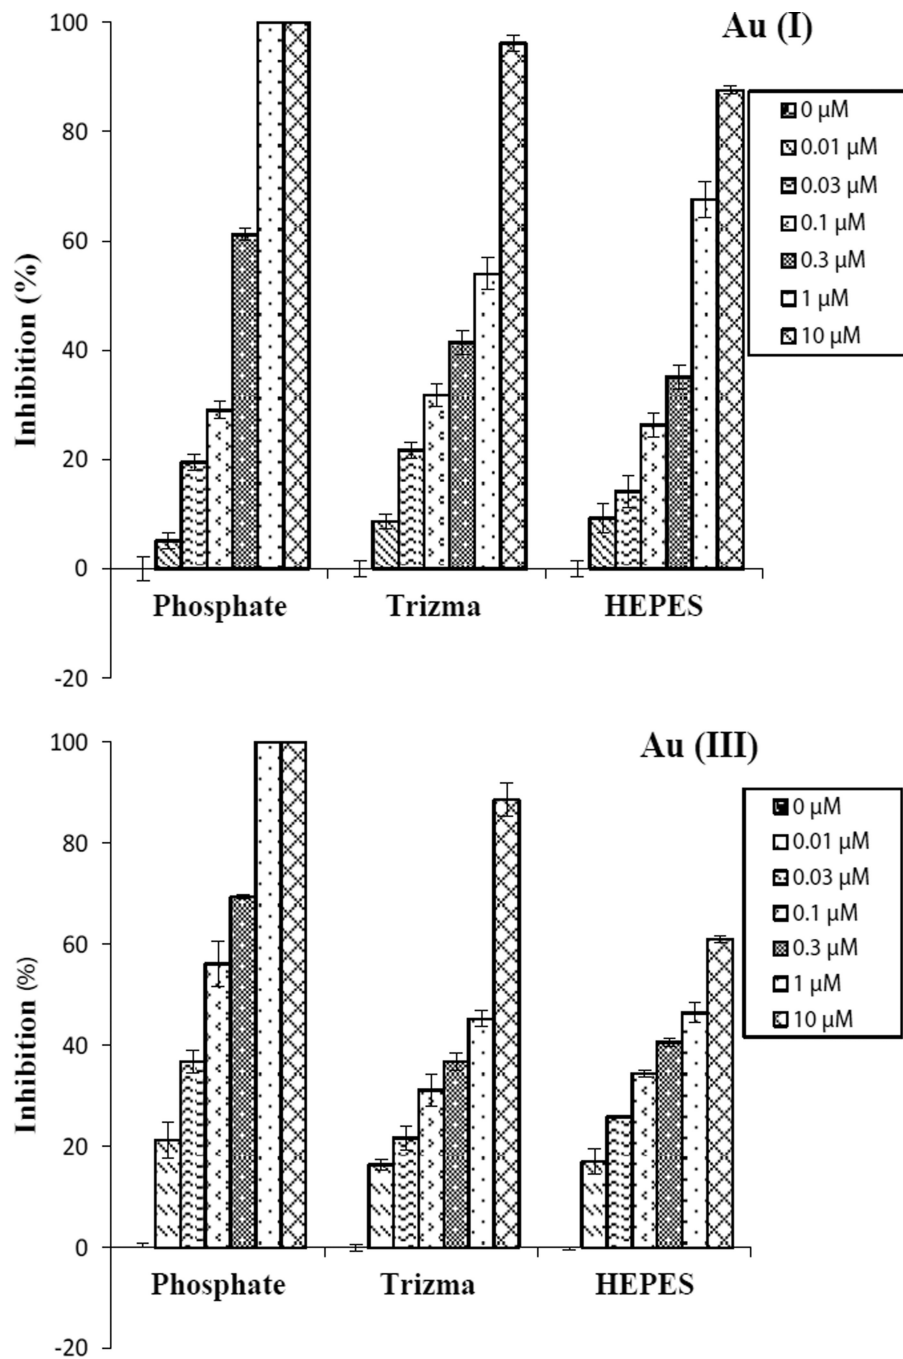 Au (I)
100
80
60
40
20
0
-20
Inhibition (%)
0 µM
0.01 µM
0.03 µM
0.1 µM
0.3 µM
1 µM
10 µM
Phosphate
Trizma
HEPES
Au (III)
100
80
60
40
20
0
-20
Inhibition (%)
0 µM
0.01 µM
0.03 µM
0.1 µM
0.3 µM
1 µM
10 µM
Phosphate
Trizma
HEPES